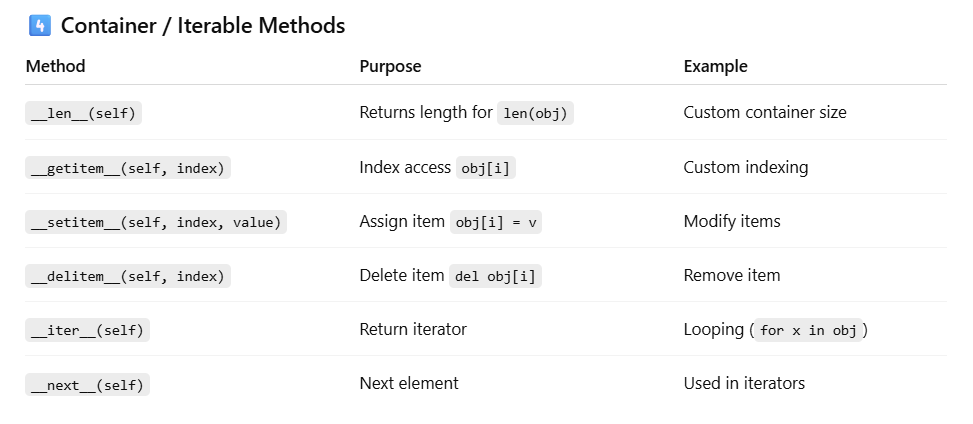 4 Container / Iterable Methods
Method Purpose Example
__len__(self) Returns length for len(obj) Custom container size
__getitem__(self, index) Index access obj[i] Custom indexing
__setitem__(self, index, value) Assign item obj[i] = v Modify items
__delitem__(self, index) Delete item del obj[i] Remove item
__iter__(self) Return iterator Looping (for x in obj)
__next__(self) Next element Used in iterators